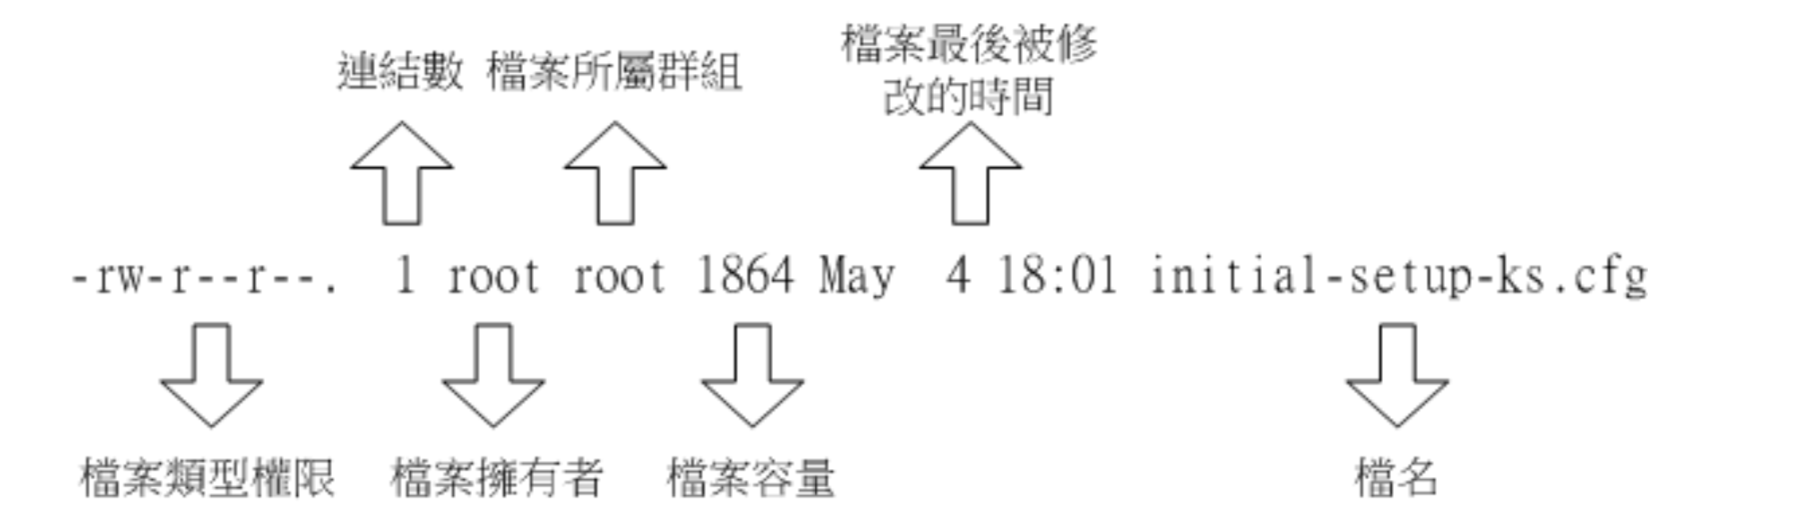 連結數 檔案所屬群組 檔案最後被修
改的時間
-rw-r--r--. 1 root root 1864 May 4 18:01 initial-setup-ks.cfg
檔案類型權限 檔案擁有者 檔案容量 檔名